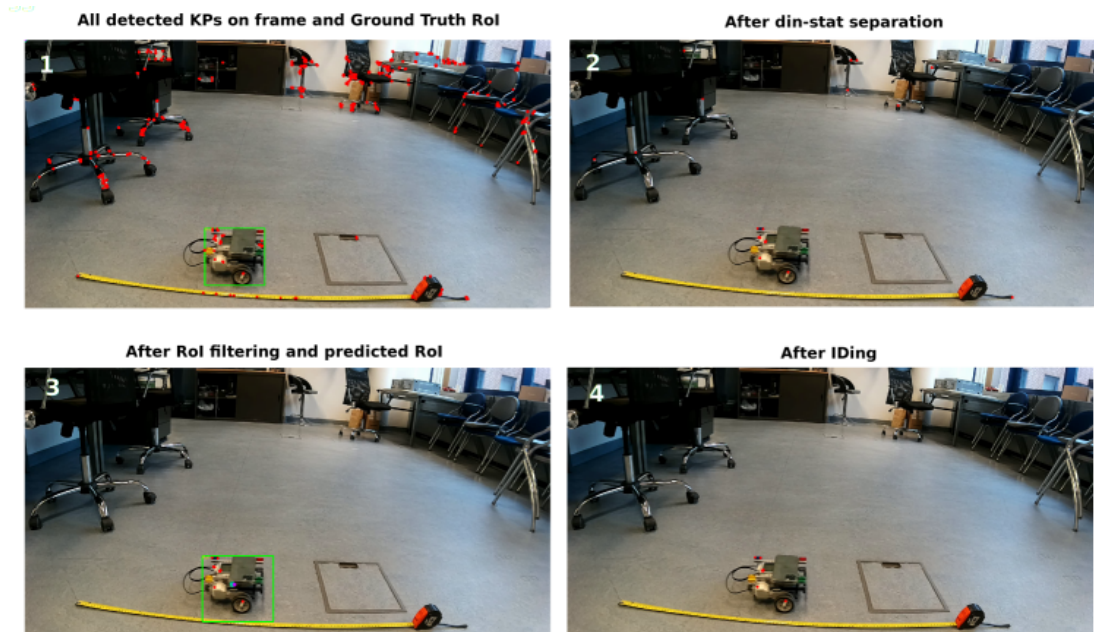 All detected KPs on frame and Ground Truth RoI
After din-stat separation
1
2
After RoI filtering and predicted RoI
After IDing
3
4